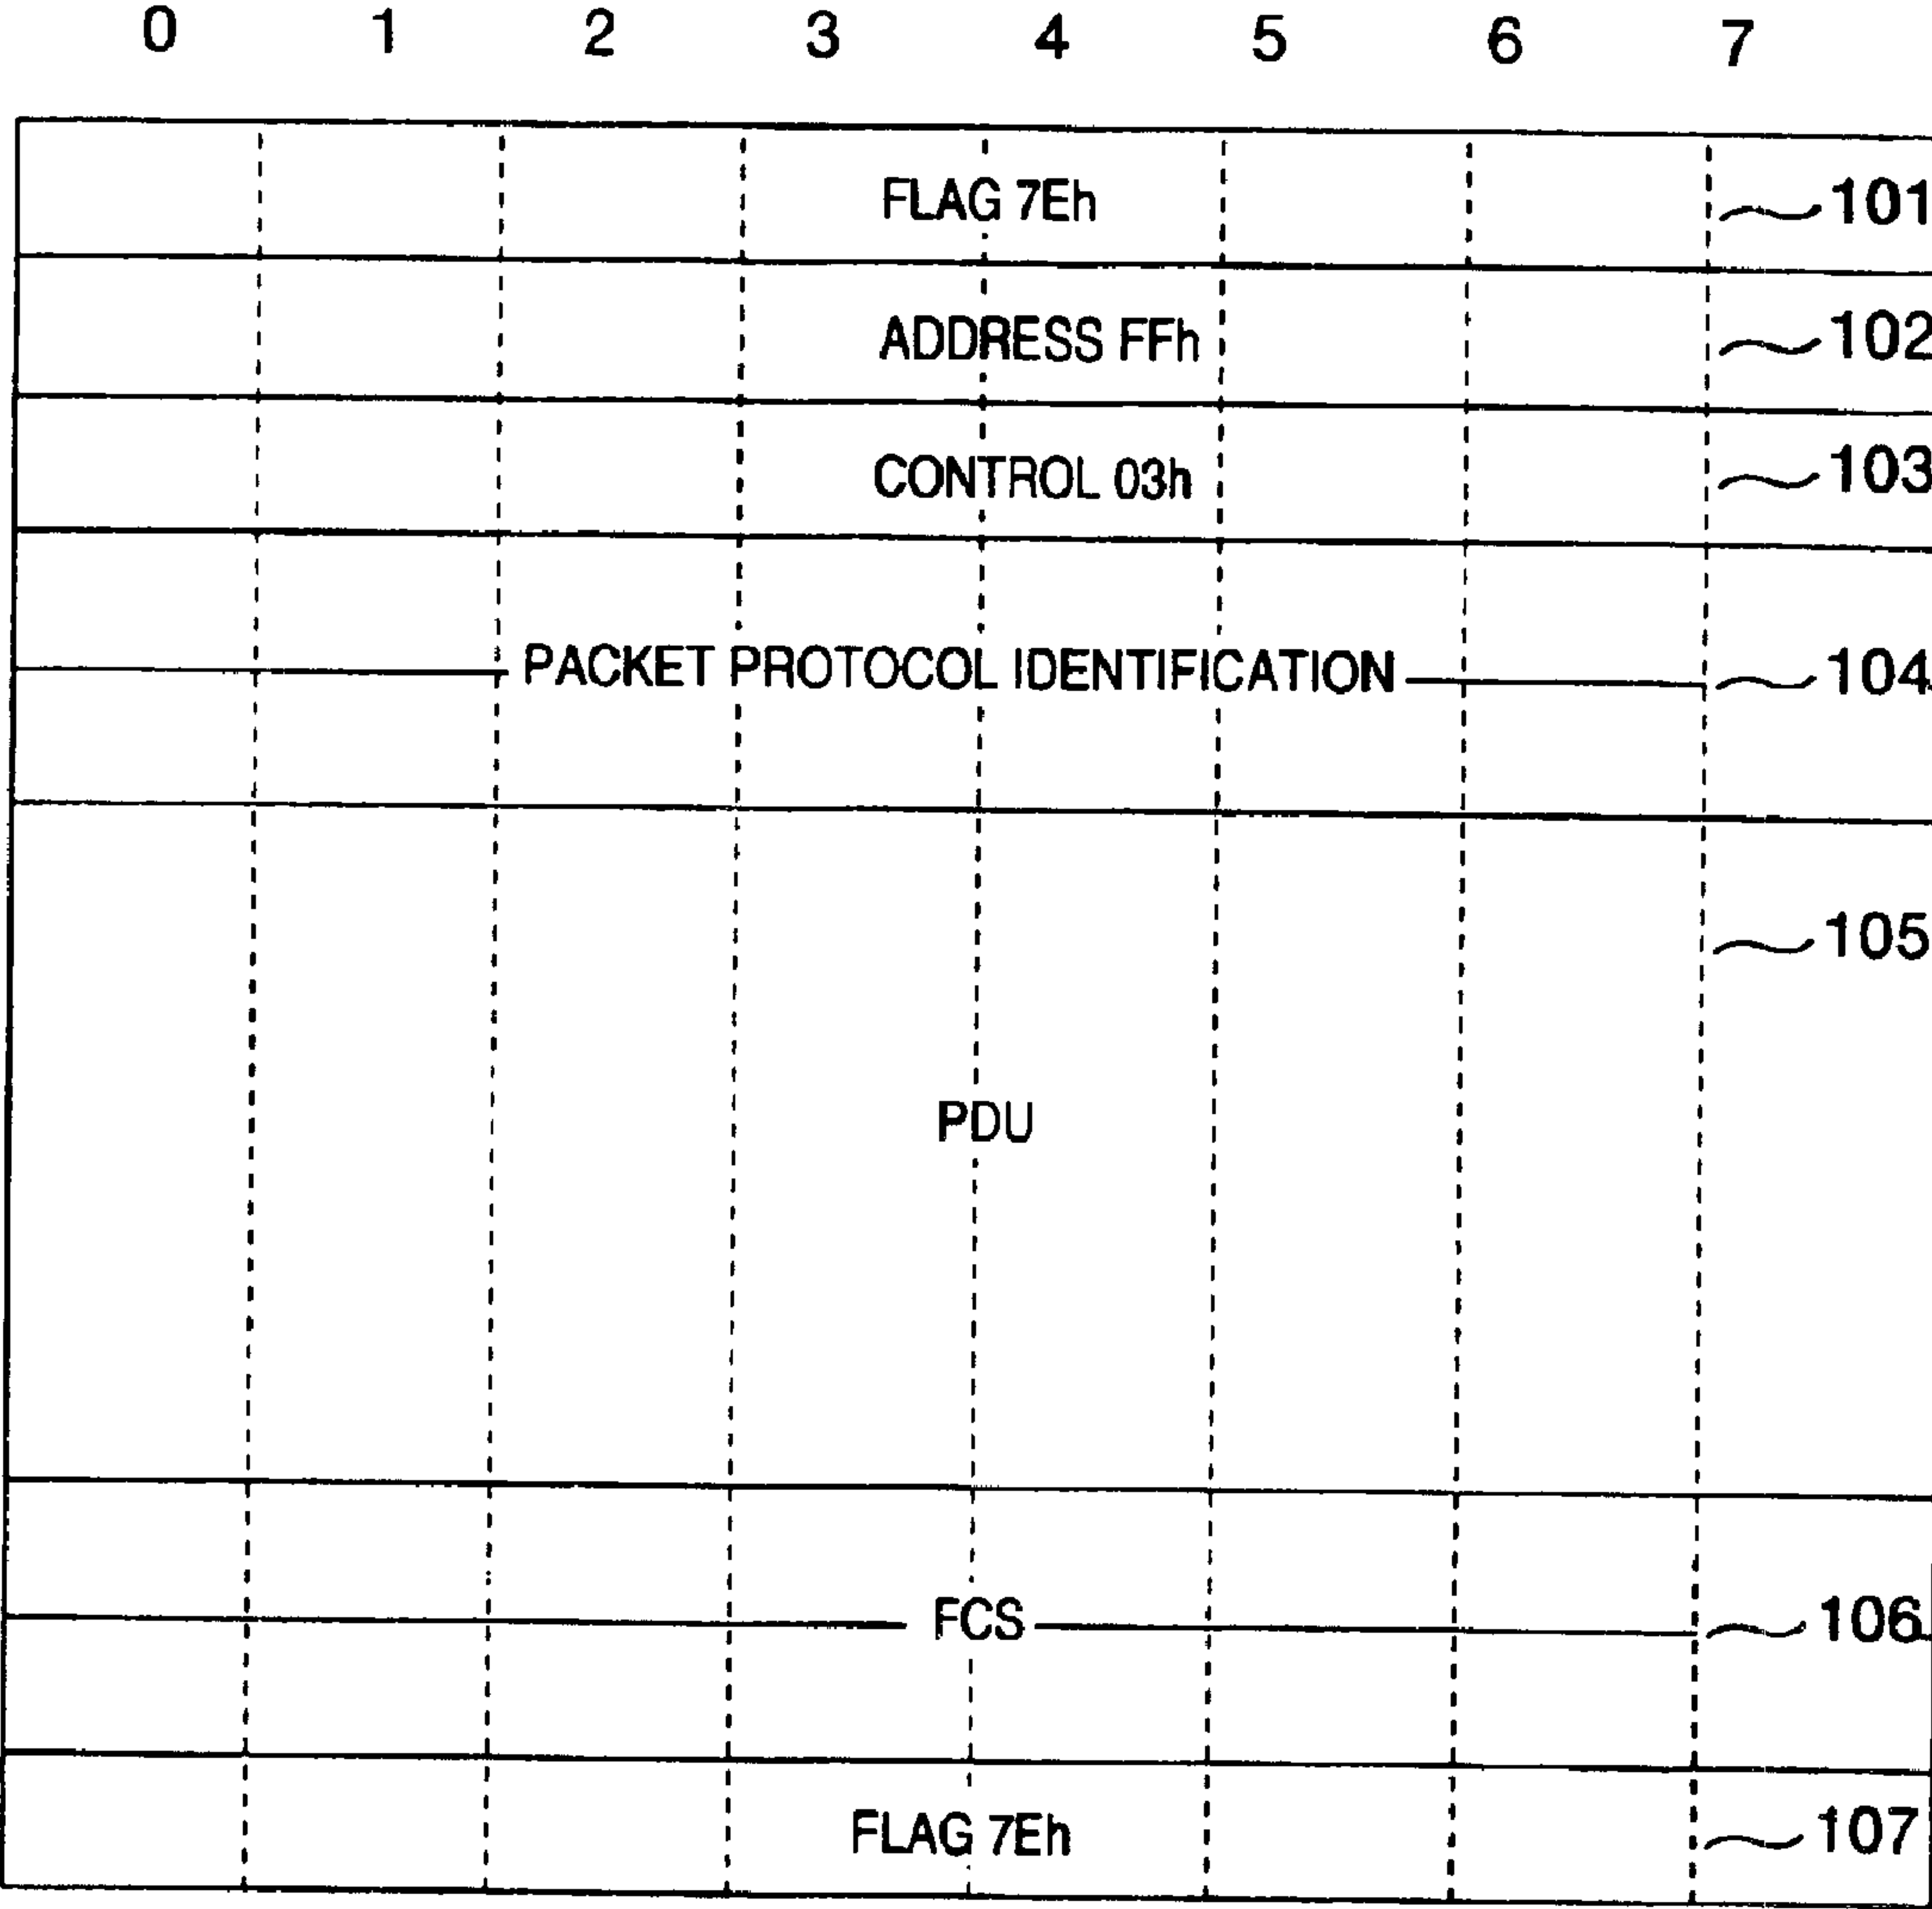 0 1 2 3 4 5 6 7
FLAG 7Eh 101
ADDRESS FFh 102
CONTROL 03h 103
PACKET PROTOCOL IDENTIFICATION 104
105
PDU
FCS 106
FLAG 7Eh 107